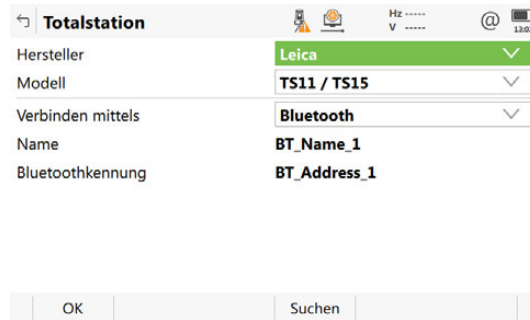 Totalstation
Hz -----
V -----
@
Hersteller
Leica
Modell
TS11 / TS15
Verbinden mittels
Bluetooth
Name
BT_Name_1
Bluetoothkennung
BT_Address_1
OK
Suchen